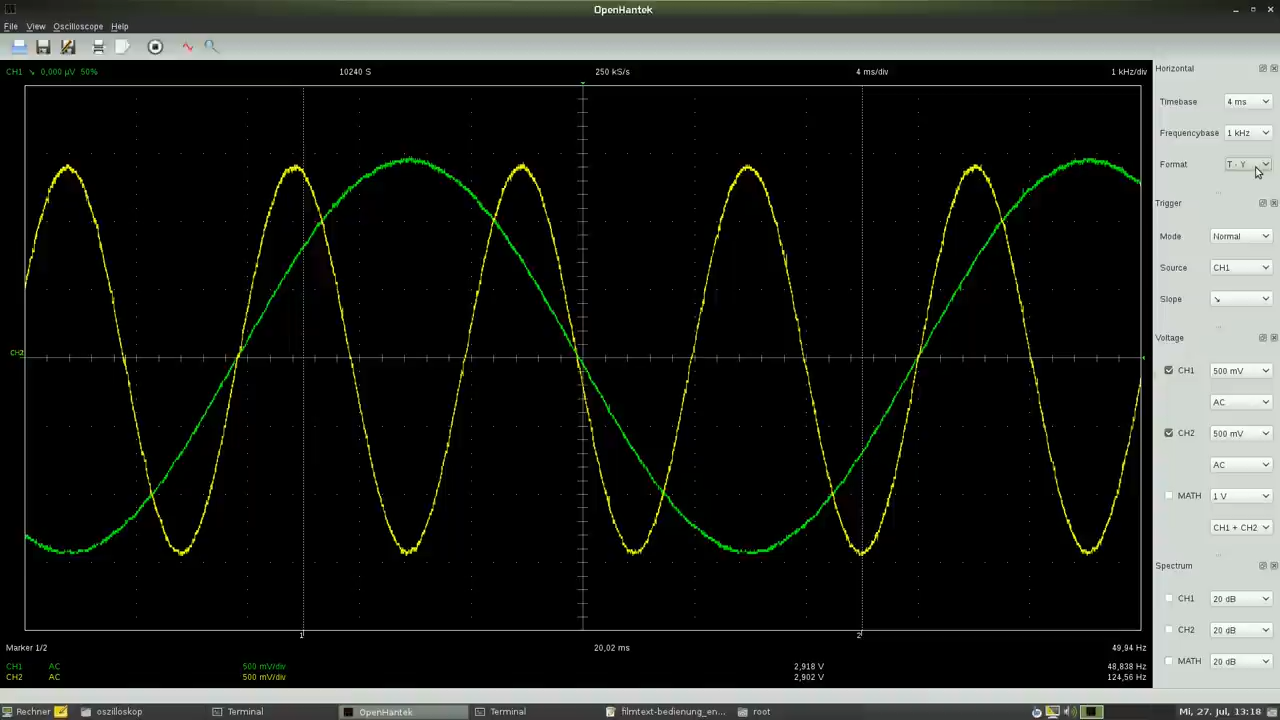 OpenHantek
File View Oscilloscope Help
CH1 ↘ 0,000 µV 50% 10240 S 250 kS/s 4 ms/div 1 kHz/div
Horizontal
Timebase 4 ms
Frequencybase 1 kHz
Format T - Y
Trigger
Mode Normal
Source CH1
Slope ↘
Voltage
CH2
CH1 500 mV
AC
CH2 500 mV
AC
MATH 1 V
CH1 + CH2
Spectrum
CH1 20 dB
CH2 20 dB
MATH 20 dB
1 2
Marker 1/2 20,02 ms 49,94 Hz
CH1 AC 500 mV/div 2,918 V 48,838 Hz
CH2 AC 500 mV/div 2,902 V 124,56 Hz
Rechner oszilloskop Terminal OpenHantek Terminal filmtext-bedienung_en... root Mi, 27. Jul, 13:18